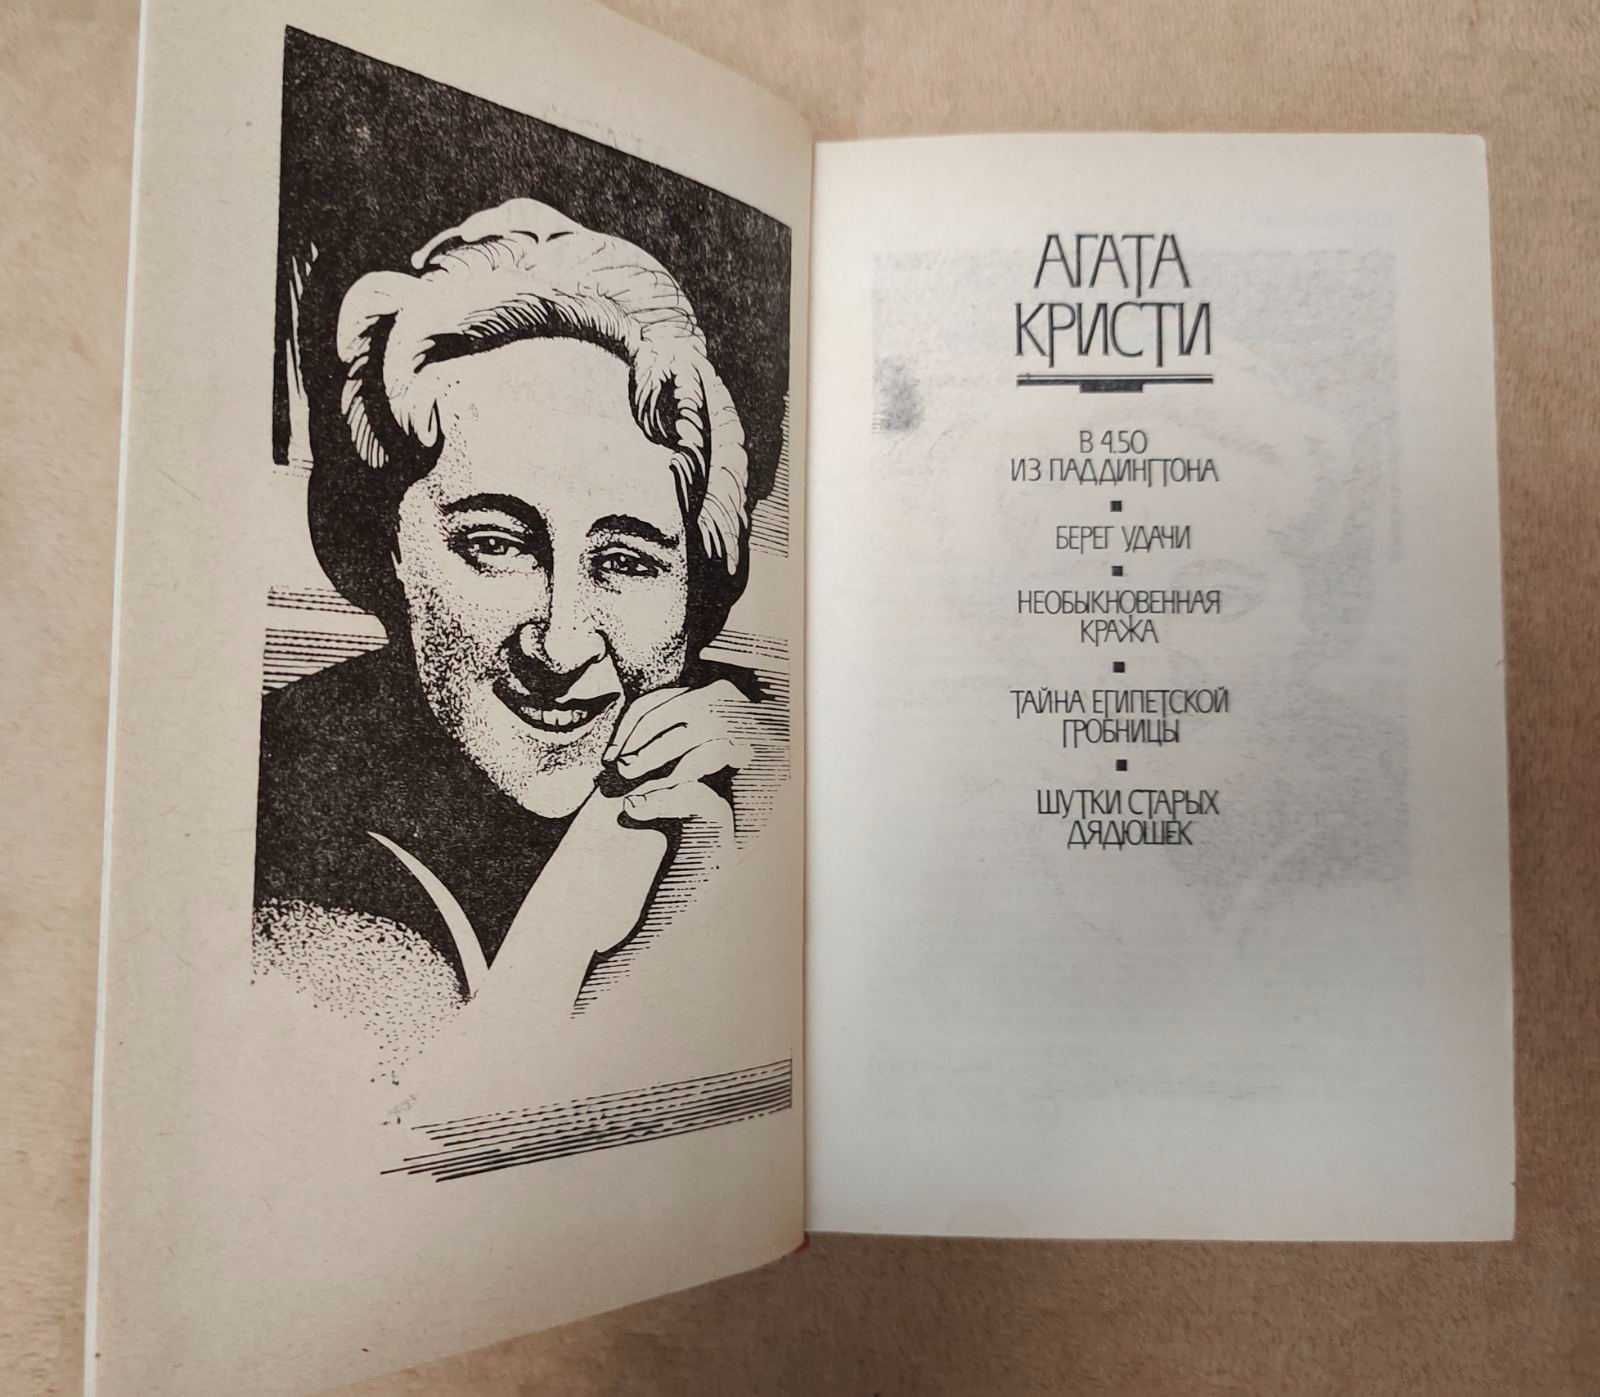 АГАТА
КРИСТИ
В 4.50
ИЗ ПАДДИНГТОНА
БЕРЕГ УДАЧИ
НЕОБЫКНОВЕННАЯ
КРАЖА
ТАЙНА ЕГИПЕТСКОЙ
ГРОБНИЦЫ
ШУТКИ СТАРЫХ
ДЯДЮШЕК